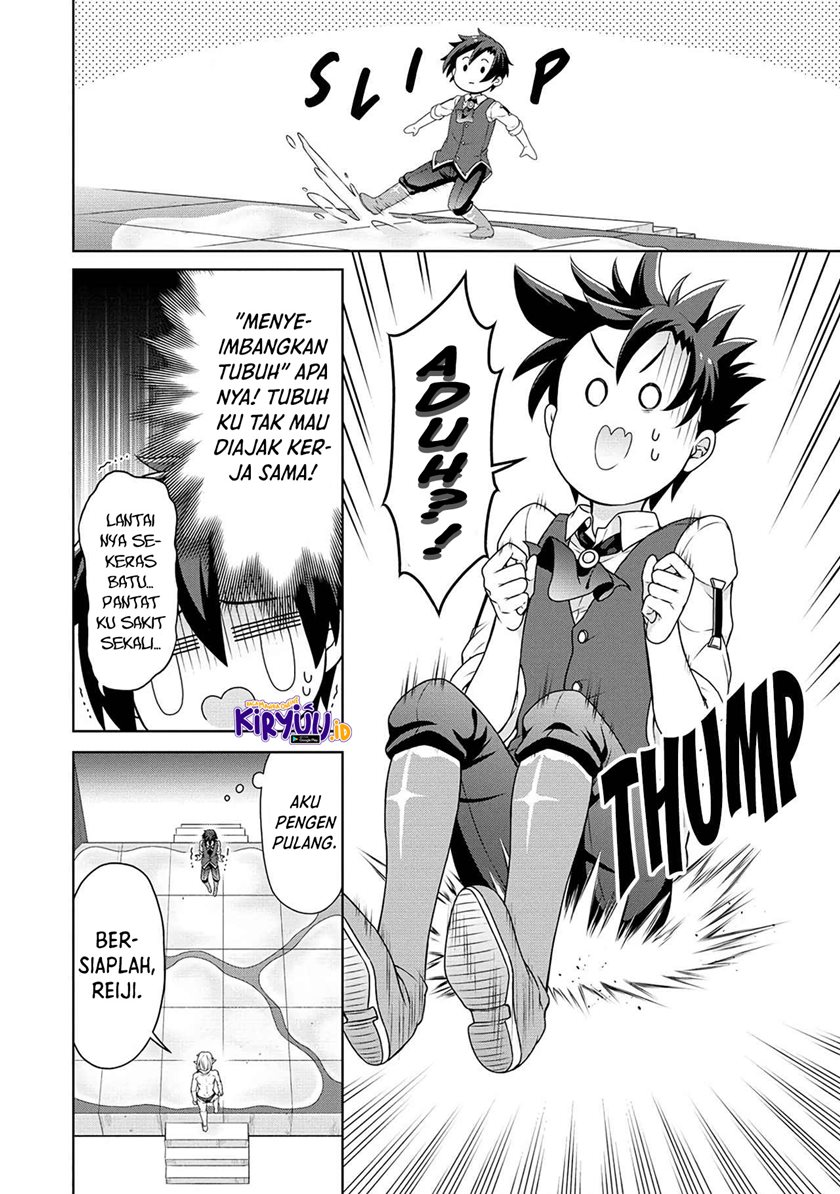 SLIP
ADUH?!
THUMP
"MENYE-
IMBANGKAN
TUBUH" APA
NYA! TUBUH
KU TAK MAU
DIAJAK KER-
JA SAMA!
LANTAI
NYA SE-
KERAS
BATU...
PANTAT
KU SAKIT
SEKALI...
KIRYUU.ID
AKU
PENGEN
PULANG.
BER-
SIAPLAH,
REIJI.